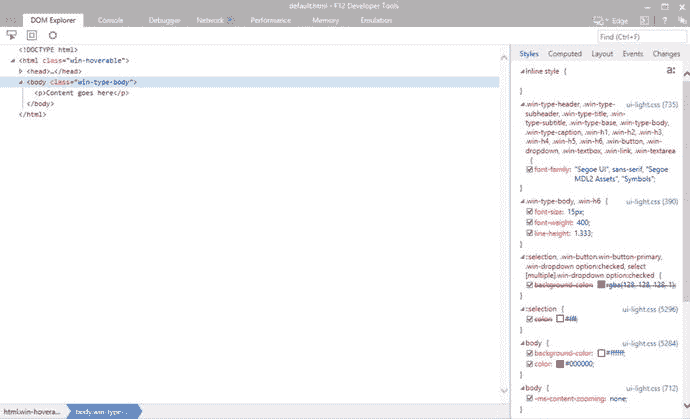 default.html - F12 Developer Tools
DOM Explorer Console Debugger Network Performance Memory Emulation Edge
Find (Ctrl+F)
<!DOCTYPE html>
<html class="win-hoverable">
<head>...</head>
<body class="win-type-body">
<p>Content goes here</p>
</body>
</html>
Styles Computed Layout Events Changes
inline style {
a:
}
.win-type-header, .win-type- ui-light.css (735)
subheader, .win-type-title, .win-
type-subtitle, .win-type-base, .win-type-body,
.win-type-caption, .win-h1, .win-h2, .win-h3,
.win-h4, .win-h5, .win-h6, .win-button, .win-
dropdown, .win-textbox, .win-link, .win-textarea
{
font-family: "Segoe UI", sans-serif, "Segoe
MDL2 Assets", "Symbols";
}
.win-type-body, .win-h6 { ui-light.css (390)
font-size: 15px;
font-weight: 400;
line-height: 1.333;
}
::selection, .win-button.win-button-primary,
.win-dropdown option:checked, select
[multiple].win-dropdown option:checked {
background-color: rgba(128, 128, 128, 1);
}
::selection { ui-light.css (5296)
color: #fff;
}
body { ui-light.css (5284)
background-color: #ffffff;
color: #000000;
}
body { ui-light.css (712)
-ms-content-zooming: none;
}
html.win-hovera... body.win-type-...